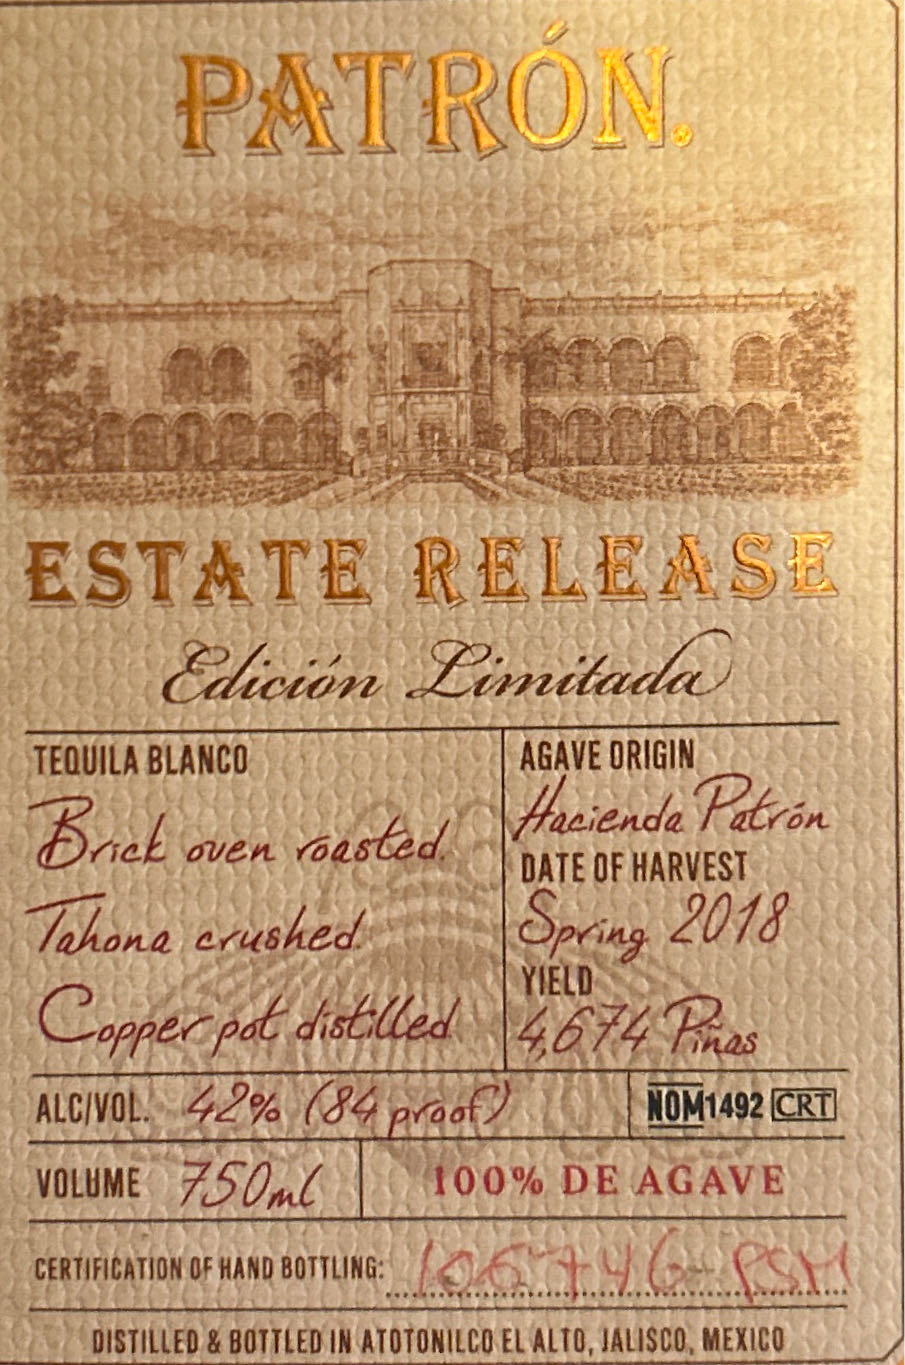 PATRÓN.
ESTATE RELEASE
Edición Limitada
TEQUILA BLANCO
Brick oven roasted.
Tahona crushed.
Copper pot distilled.
AGAVE ORIGIN
Hacienda Patrón
DATE OF HARVEST
Spring 2018
YIELD
4,674 Piñas
ALC/VOL. 42% (84 proof)
NOM1492 CRT
VOLUME 750ml
100% DE AGAVE
CERTIFICATION OF HAND BOTTLING: 106746- PSM
DISTILLED & BOTTLED IN ATOTONILCO EL ALTO, JALISCO, MEXICO